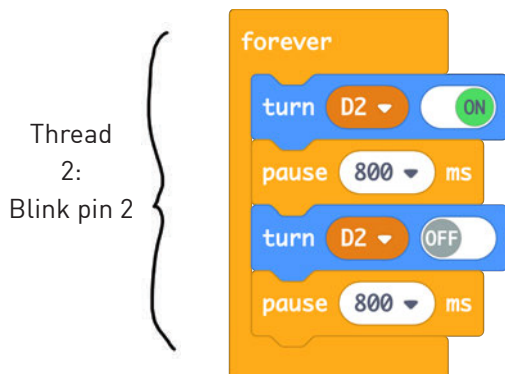 forever
turn D2 ON
pause 800 ms
turn D2 OFF
pause 800 ms
Thread
2:
Blink pin 2